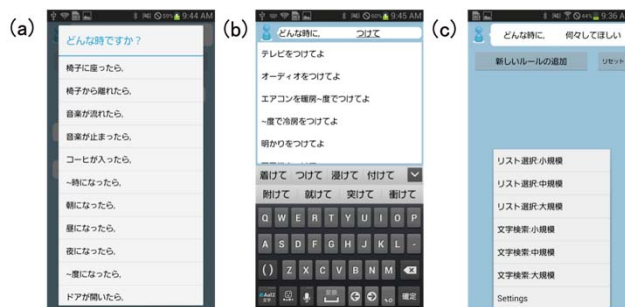 (a)
9:44 AM
どんな時ですか?
椅子に座ったら,
椅子から離れたら,
音楽が流れたら,
音楽が止まったら,
コーヒが入ったら,
~時になったら,
朝になったら,
昼になったら,
夜になったら,
~度になったら,
ドアが開いたら,
(b)
9:45 AM
どんな時に, つけて
テレビをつけてよ
オーディオをつけてよ
エアコンを暖房~度でつけてよ
~度で冷房をつけてよ
明かりをつけてよ
着けて つけて 浸けて 付けて
附けて 就けて 突けて 衝けて
Q W E R T Y U I O P
A S D F G H J K L -
() Z X C V B N M
確定
(c)
9:36 A
どんな時に, 何々してほしい
新しいルールの追加 リセット
リスト選択:小規模
リスト選択:中規模
リスト選択:大規模
文字検索:小規模
文字検索:中規模
文字検索:大規模
Settings